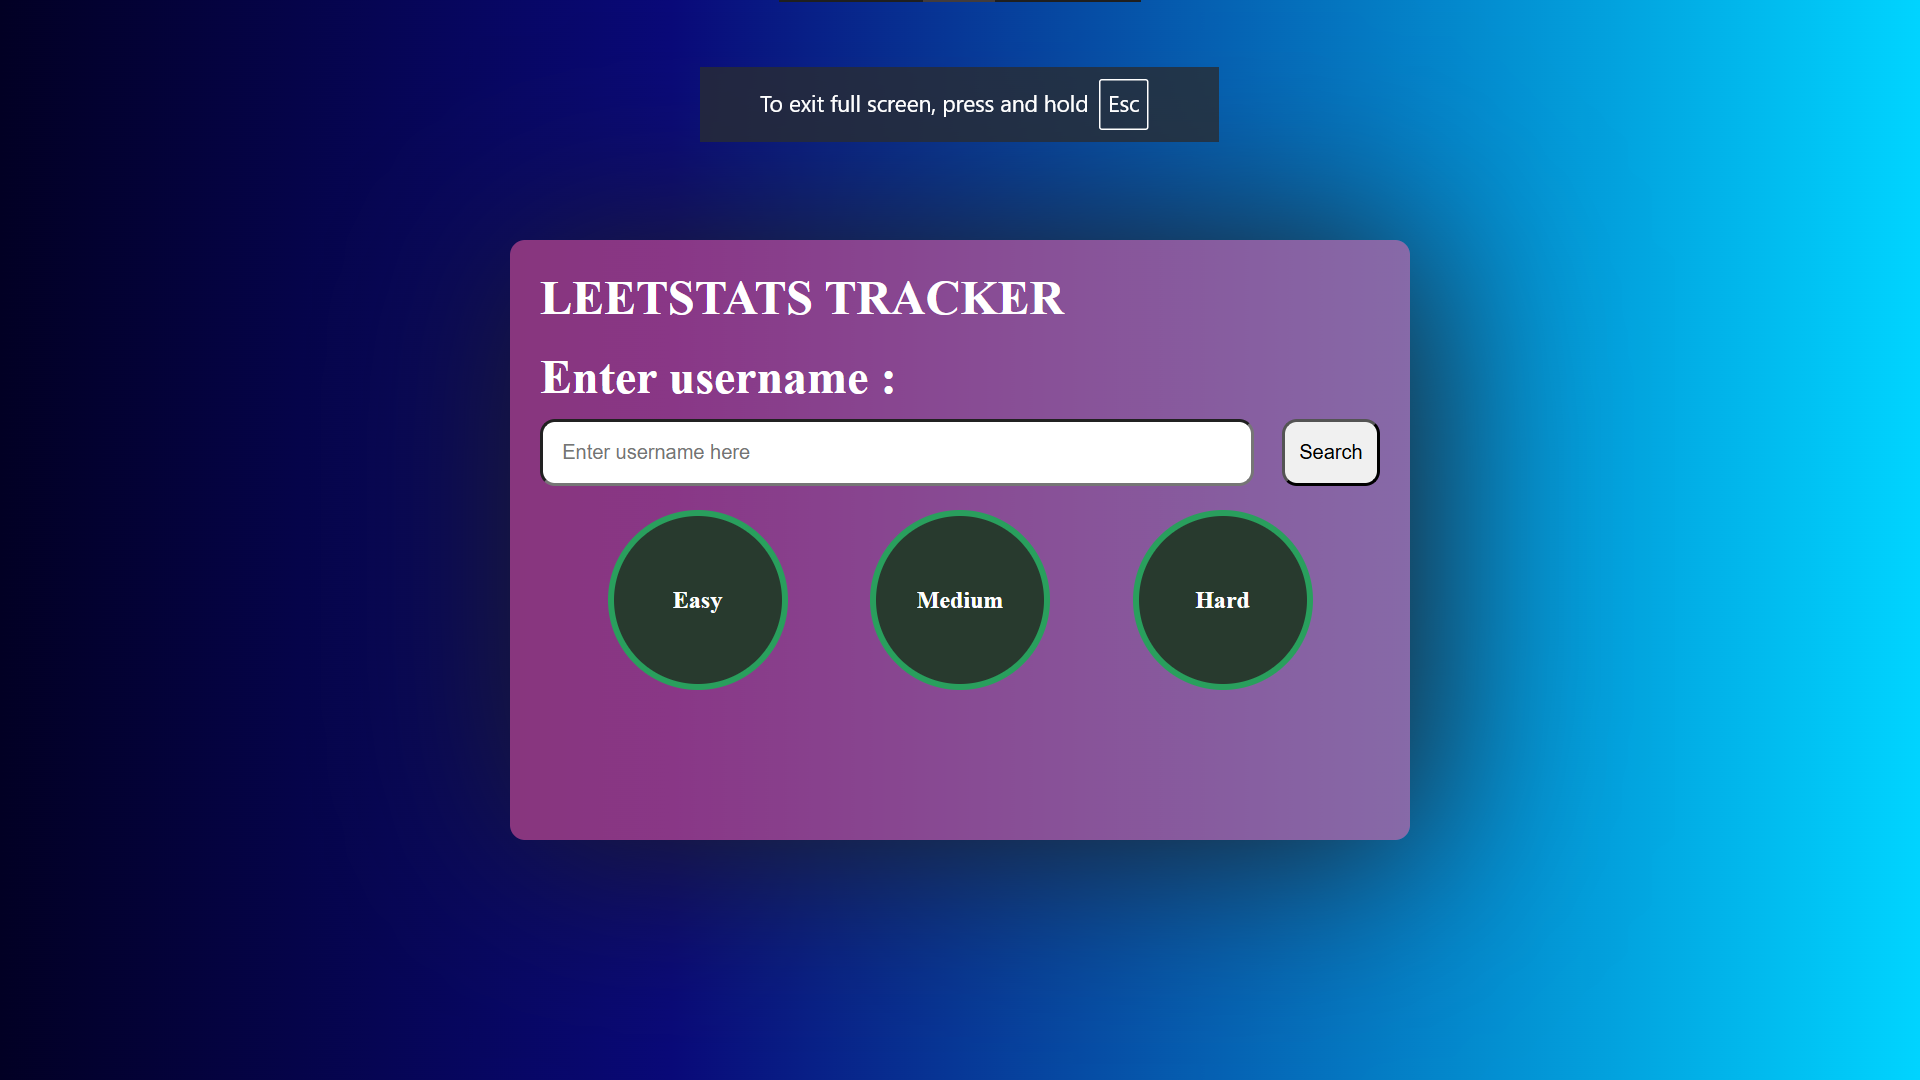 To exit full screen, press and hold Esc
LEETSTATS TRACKER
Enter username :
Enter username here
Search
Easy
Medium
Hard